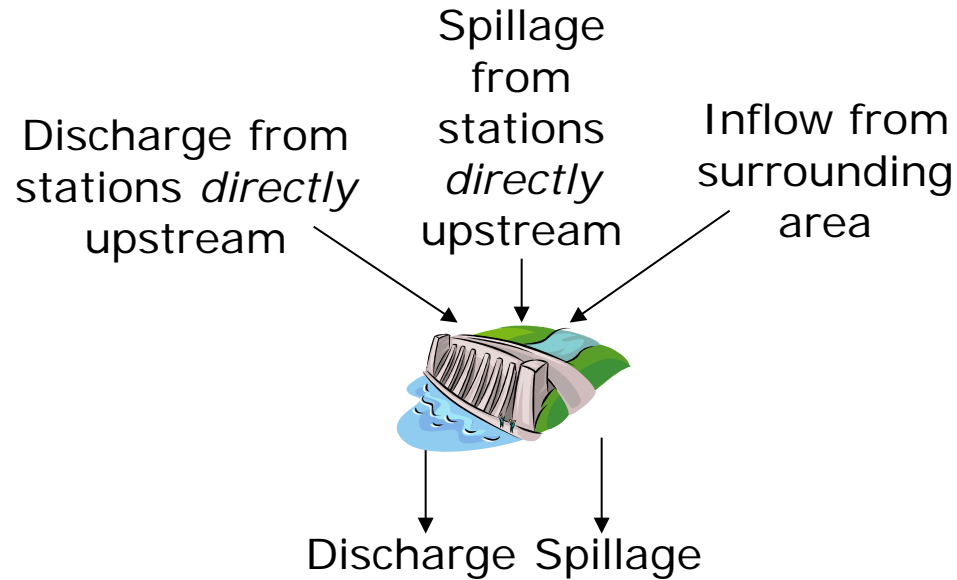 Discharge from
stations directly
upstream
Spillage
from
stations
directly
upstream
Inflow from
surrounding
area
Discharge Spillage